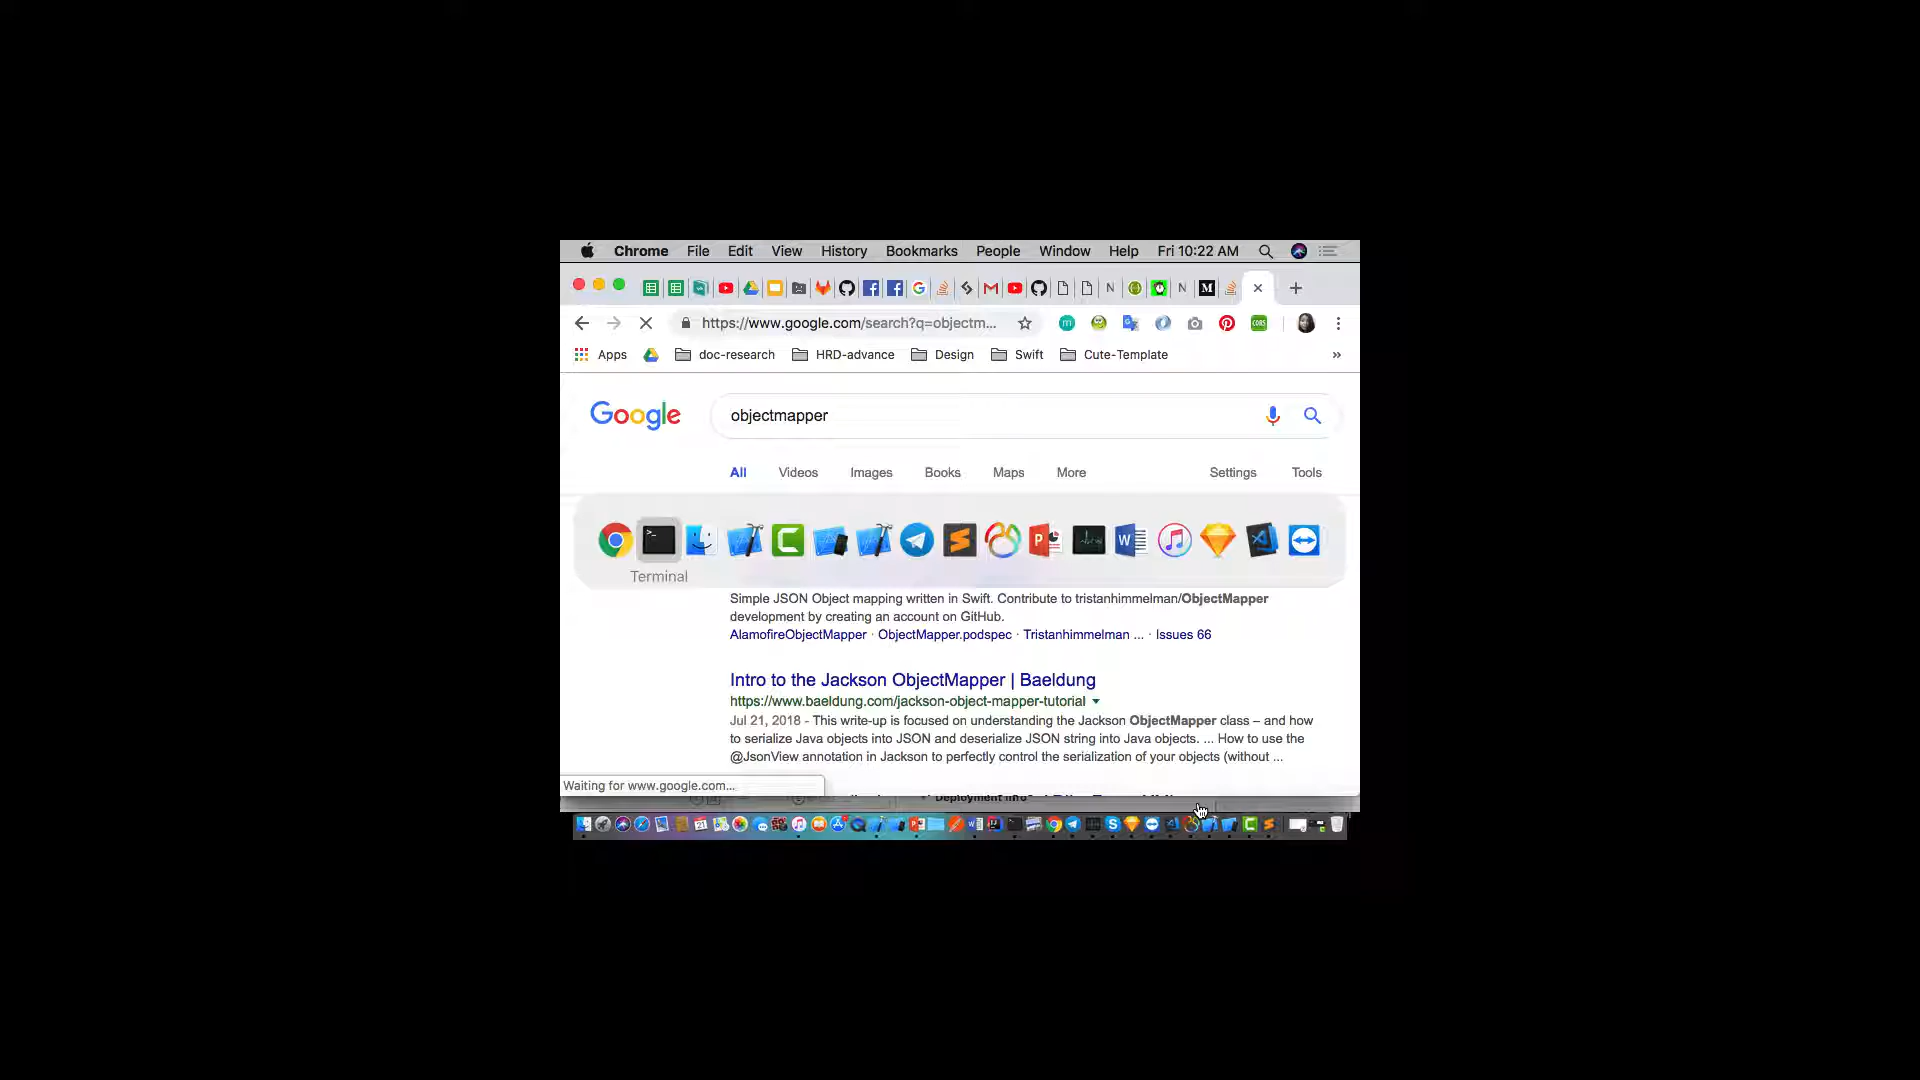 Chrome File Edit View History Bookmarks People Window Help Fri 10:22 AM
https://www.google.com/search?q=objectm...
Apps doc-research HRD-advance Design Swift Cute-Template »
Google objectmapper
All Videos Images Books Maps More Settings Tools
Terminal
Simple JSON Object mapping written in Swift. Contribute to tristanhimmelman/ObjectMapper
development by creating an account on GitHub.
AlamofireObjectMapper · ObjectMapper.podspec · Tristanhimmelman ... · Issues 66
Intro to the Jackson ObjectMapper | Baeldung
https://www.baeldung.com/jackson-object-mapper-tutorial
Jul 21, 2018 - This write-up is focused on understanding the Jackson ObjectMapper class – and how
to serialize Java objects into JSON and deserialize JSON string into Java objects. ... How to use the
@JsonView annotation in Jackson to perfectly control the serialization of your objects (without ...
Waiting for www.google.com...